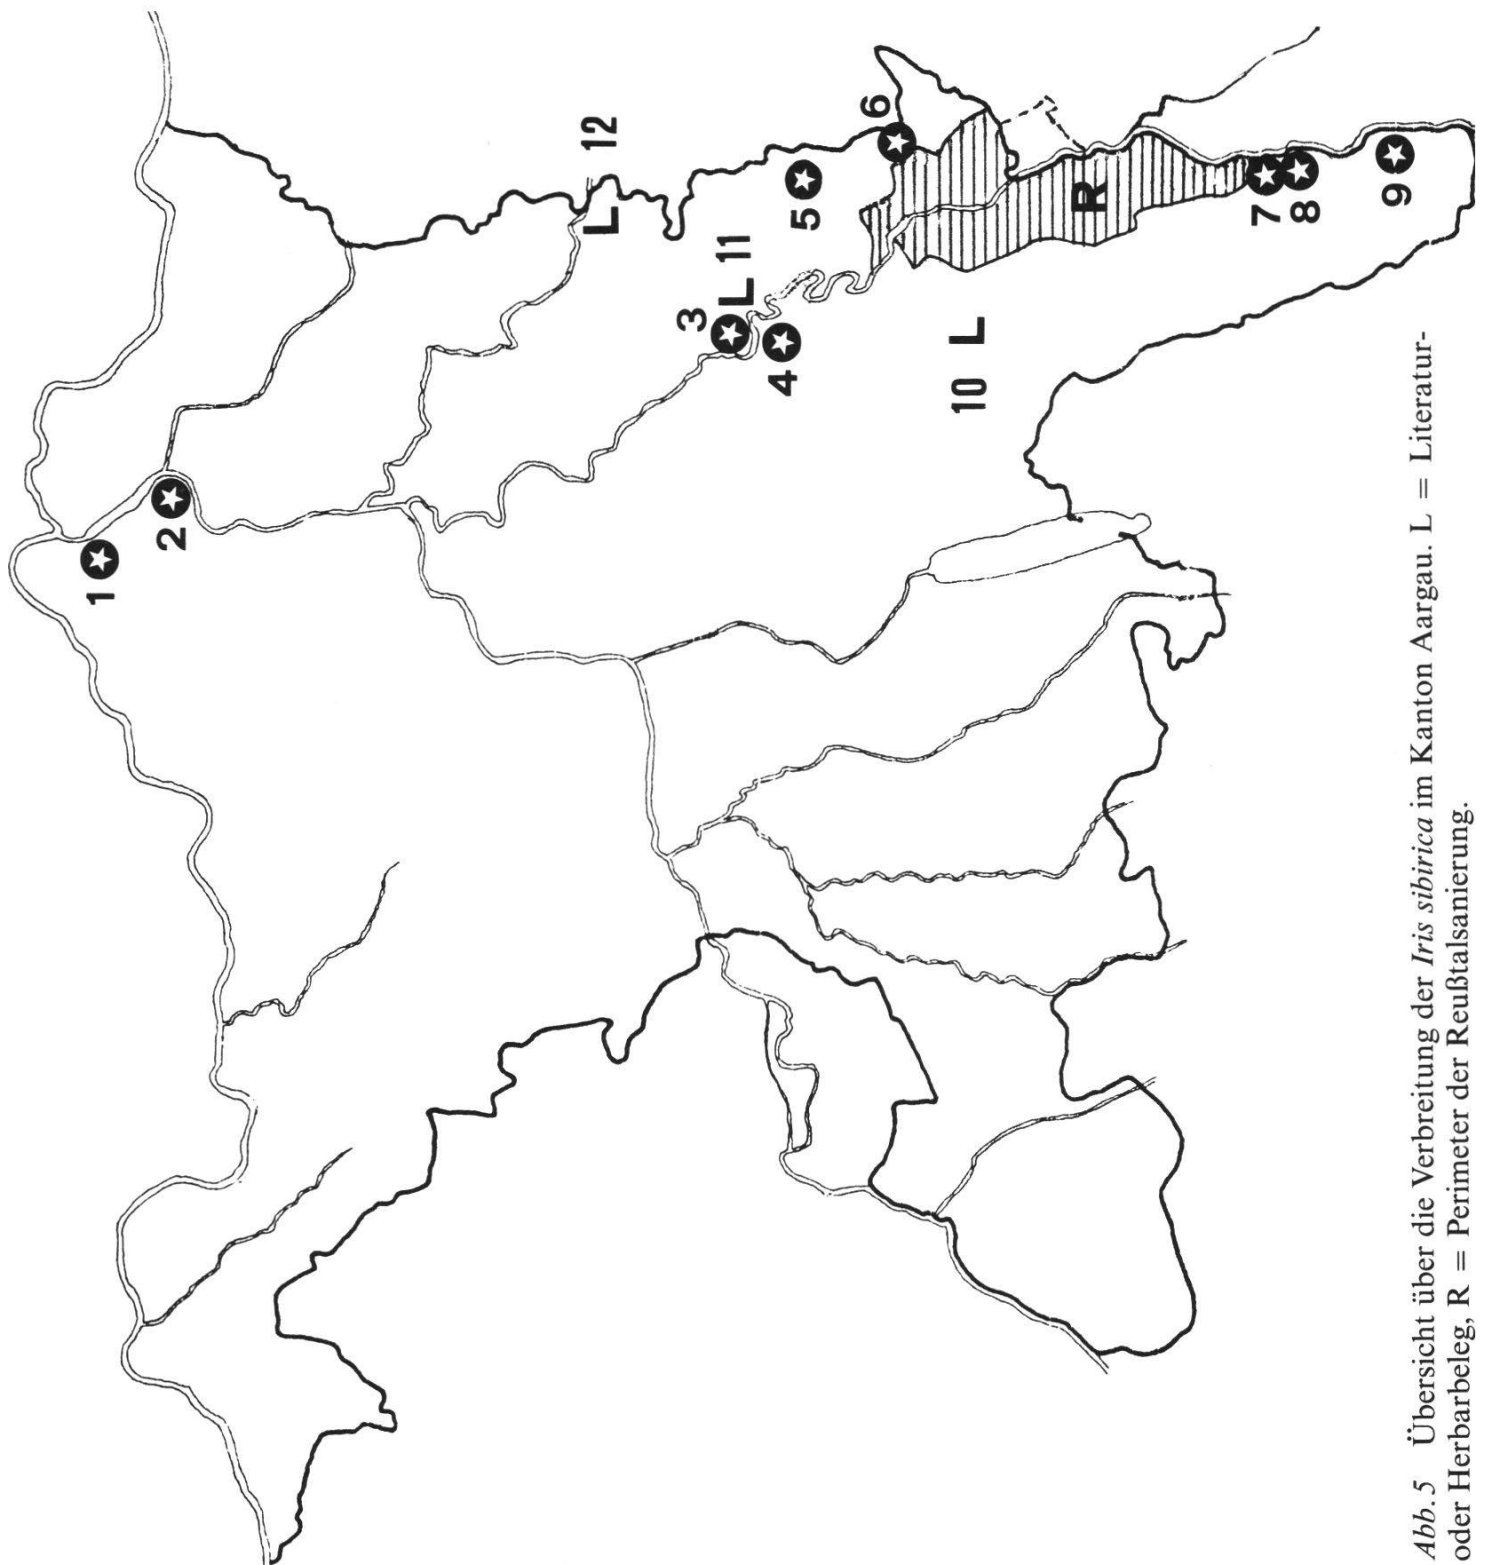 1
2
3
L 11
4
5
6
L 12
10 L
R
7
8
9
Abb. 5 Übersicht über die Verbreitung der Iris sibirica im Kanton Aargau. L = Literatur-
oder Herbarbeleg, R = Perimeter der Reußtalsanierung.